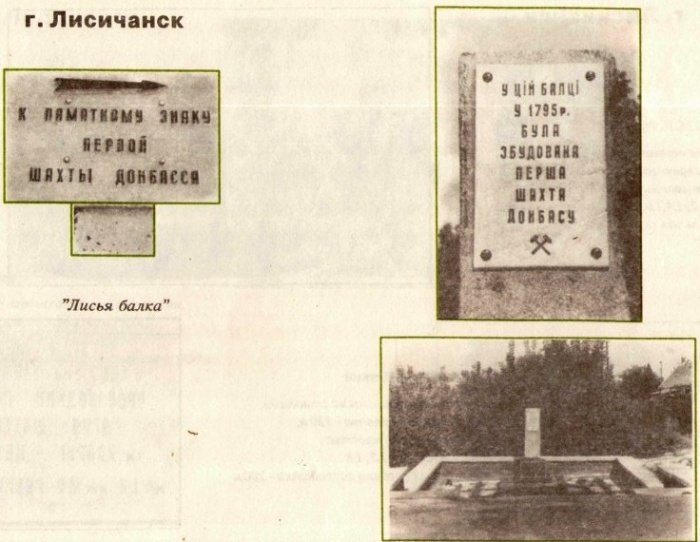 г. Лисичанск
К ПАМЯТНОМУ ЗНАКУ
ПЕРВОЙ
ШАХТЫ ДОНБАССА
"Лисья балка"
У ЦІЙ БАЛЦІ
У 1795 р.
БУЛА
ЗБУДОВАНА
ПЕРША
ШАХТА
ДОНБАСУ